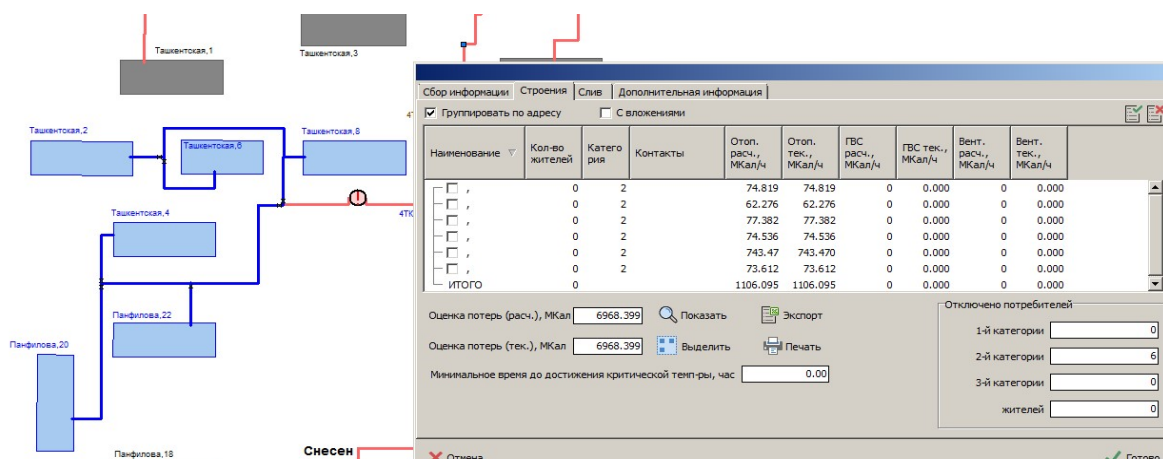 Ташкентская,1
Ташкентская,3
Ташкентская,2
Ташкентская,6
Ташкентская,8
Ташкентская,4
Панфилова,22
Панфилова,20
Панфилова,18
Снесен
4Т
4ТК
Сбор информации Строения Слив Дополнительная информация
Группировать по адресу С вложениями
Наименование Кол-во жителей Катего рия Контакты Отоп. расч., МКал/ч Отоп. тек., МКал/ч ГВС расч., МКал/ч ГВС тек., МКал/ч Вент. расч., МКал/ч Вент. тек., МКал/ч
, 0 2 74.819 74.819 0 0.000 0 0.000
, 0 2 62.276 62.276 0 0.000 0 0.000
, 0 2 77.382 77.382 0 0.000 0 0.000
, 0 2 74.536 74.536 0 0.000 0 0.000
, 0 2 743.47 743.470 0 0.000 0 0.000
, 0 2 73.612 73.612 0 0.000 0 0.000
ИТОГО 0 1106.095 1106.095 0 0.000 0 0.000
Оценка потерь (расч.), МКал 6968.399 Показать Экспорт
Оценка потерь (тек.), МКал 6968.399 Выделить Печать
Минимальное время до достижения критической темп-ры, час 0.00
Отключено потребителей
1-й категории 0
2-й категории 6
3-й категории 0
жителей 0
Отмена Готово